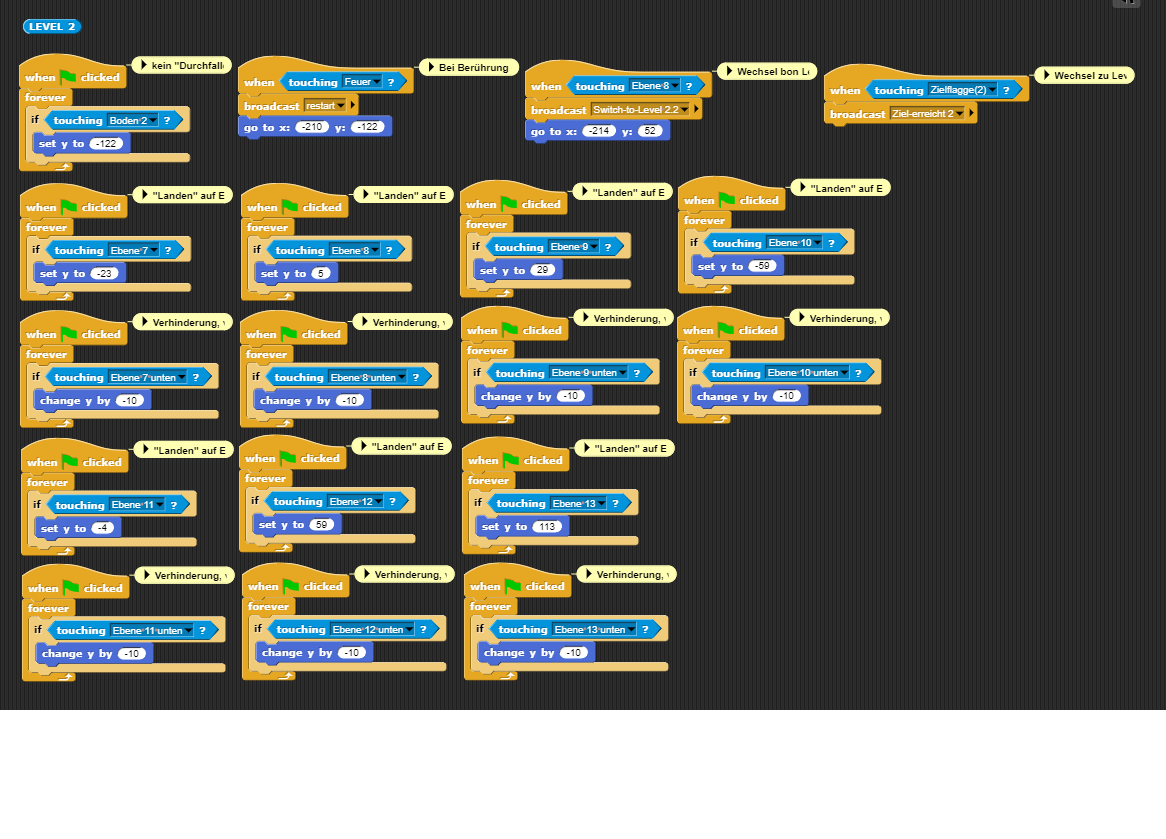 LEVEL 2
when clicked
forever
if touching Boden 2 ?
set y to -122
kein "Durchfall
when touching Feuer ?
broadcast restart
go to x: -210 y: -122
Bei Berührung
when touching Ebene 8 ?
broadcast Switch-to-Level 2.2
go to x: -214 y: 52
Wechsel bon L
when touching Zielflagge(2) ?
broadcast Ziel-erreicht 2
Wechsel zu Lev
when clicked
forever
if touching Ebene 7 ?
set y to -23
"Landen" auf E
when clicked
forever
if touching Ebene 8 ?
set y to 5
"Landen" auf E
when clicked
forever
if touching Ebene 9 ?
set y to 29
"Landen" auf E
when clicked
forever
if touching Ebene 10 ?
set y to -59
"Landen" auf E
when clicked
forever
if touching Ebene 7 unten ?
change y by -10
Verhinderung,
when clicked
forever
if touching Ebene 8 unten ?
change y by -10
Verhinderung,
when clicked
forever
if touching Ebene 9 unten ?
change y by -10
Verhinderung,
when clicked
forever
if touching Ebene 10 unten ?
change y by -10
Verhinderung,
when clicked
forever
if touching Ebene 11 ?
set y to -4
"Landen" auf E
when clicked
forever
if touching Ebene 12 ?
set y to 59
"Landen" auf E
when clicked
forever
if touching Ebene 13 ?
set y to 113
"Landen" auf E
when clicked
forever
if touching Ebene 11 unten ?
change y by -10
Verhinderung,
when clicked
forever
if touching Ebene 12 unten ?
change y by -10
Verhinderung,
when clicked
forever
if touching Ebene 13 unten ?
change y by -10
Verhinderung,